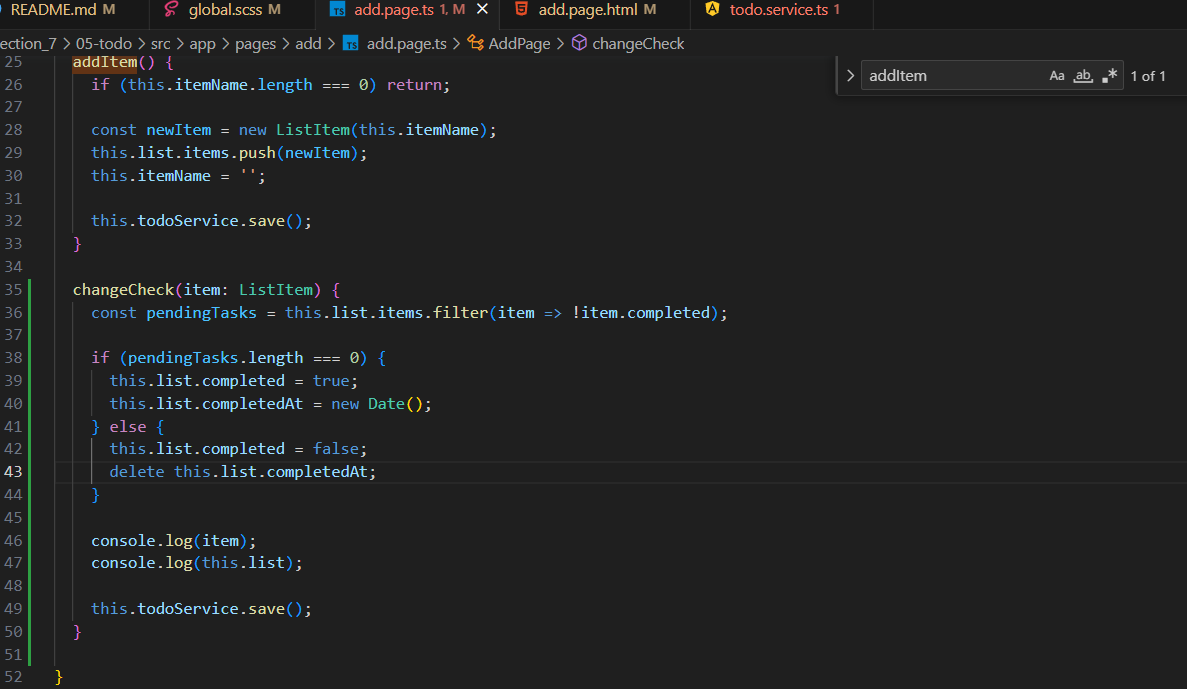 README.md M global.scss M add.page.ts 1, M add.page.html M todo.service.ts 1
ection_7 > 05-todo > src > app > pages > add > TS add.page.ts > AddPage > changeCheck
addItem Aa ab .* 1 of 1
25 addItem() {
26 if (this.itemName.length === 0) return;
27
28 const newItem = new ListItem(this.itemName);
29 this.list.items.push(newItem);
30 this.itemName = '';
31
32 this.todoService.save();
33 }
34
35 changeCheck(item: ListItem) {
36 const pendingTasks = this.list.items.filter(item => !item.completed);
37
38 if (pendingTasks.length === 0) {
39 this.list.completed = true;
40 this.list.completedAt = new Date();
41 } else {
42 this.list.completed = false;
43 delete this.list.completedAt;
44 }
45
46 console.log(item);
47 console.log(this.list);
48
49 this.todoService.save();
50 }
51
52 }